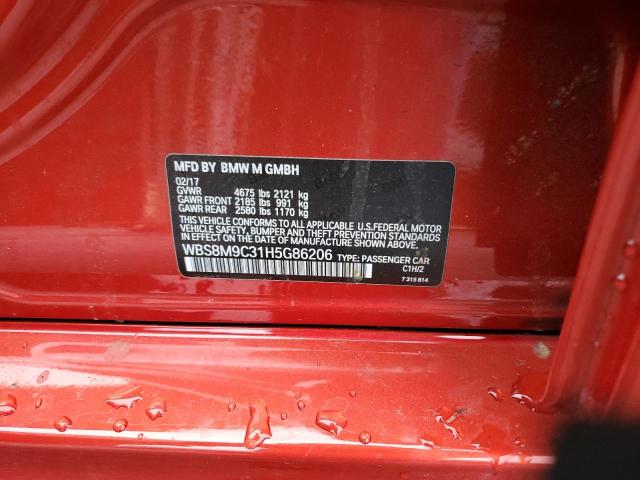 MFD BY BMW M GMBH
02/17
GVWR 4675 lbs 2121 kg
GAWR FRONT 2185 lbs 991 kg
GAWR REAR 2580 lbs 1170 kg
THIS VEHICLE CONFORMS TO ALL APPLICABLE U.S.FEDERAL MOTOR
VEHICLE SAFETY, BUMPER AND THEFT PREVENTION STANDARDS
IN EFFECT ON THE DATE OF MANUFACTURE SHOWN ABOVE.
WBS8M9C31H5G86206 TYPE: PASSENGER CAR
C1H/2
7 315 814